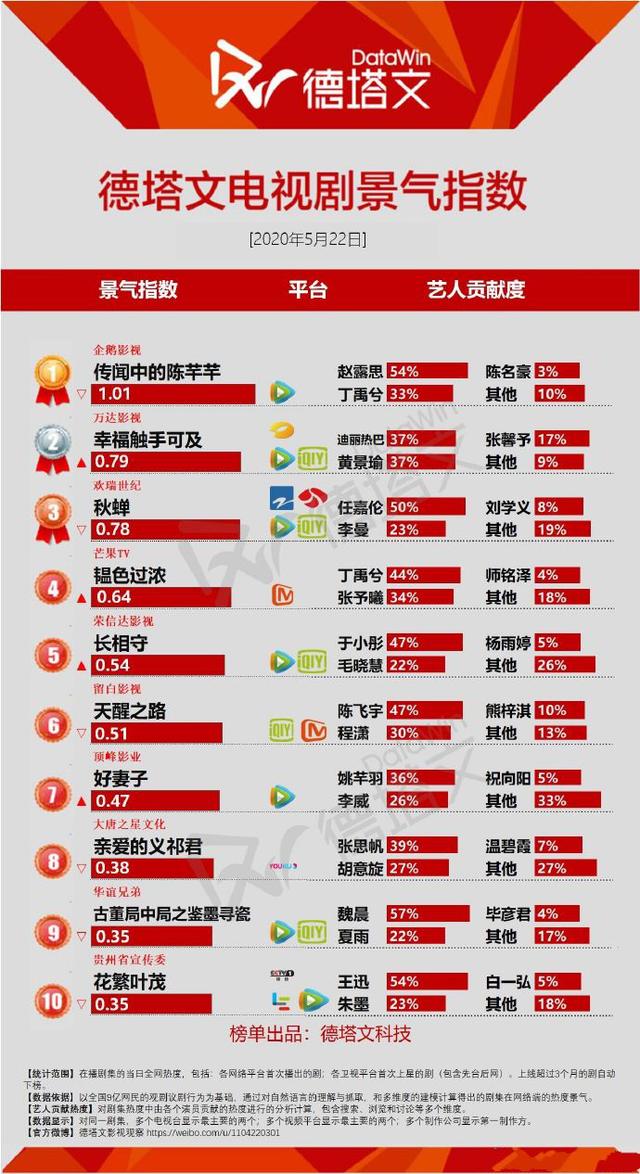 DataWin
德塔文
德塔文电视剧景气指数
[2020年5月22日]
景气指数 平台 艺人贡献度
企鹅影视
1 传闻中的陈芊芊 赵露思 54% 陈名豪 3%
▽ 1.01 丁禹兮 33% 其他 10%
万达影视
2 幸福触手可及 迪丽热巴 37% 张馨予 17%
▲ 0.79 QIY 黄景瑜 37% 其他 9%
欢瑞世纪
3 秋蝉 任嘉伦 50% 刘学义 8%
▽ 0.78 QIY 李曼 23% 其他 19%
芒果TV
4 韫色过浓 丁禹兮 44% 师铭泽 4%
▲ 0.64 张予曦 34% 其他 18%
荣信达影视
5 长相守 于小彤 47% 杨雨婷 5%
▲ 0.54 QIY 毛晓慧 22% 其他 26%
留白影视
6 天醒之路 陈飞宇 47% 熊梓淇 10%
▽ 0.51 QIY 程潇 30% 其他 13%
顶峰影业
7 好妻子 姚芊羽 36% 祝向阳 5%
▲ 0.47 李威 26% 其他 33%
大唐之星文化
8 亲爱的义祁君 张思帆 39% 温碧霞 7%
▽ 0.38 YOUKU 胡意旋 27% 其他 27%
华谊兄弟
9 古董局中局之鉴墨寻瓷 魏晨 57% 毕彦君 4%
▽ 0.35 QIY 夏雨 22% 其他 17%
贵州省宣传委
10 花繁叶茂 CCTV1 王迅 54% 白一弘 5%
▽ 0.35 朱墨 23% 其他 18%
榜单出品：德塔文科技
【统计范围】在播剧集的当日全网热度，包括：各网络平台首次播出的剧；各卫视平台首次上星的剧（包含先台后网）。上线超过3个月的剧自动
下榜。
【数据依据】以全国9亿网民的观剧议剧行为为基础，通过对自然语言的理解与抓取，和多维度的建模计算得出的剧集在网络端的热度景气。
【艺人贡献热度】对剧集热度中由各个演员贡献的热度进行的分析计算，包含搜索、浏览和讨论等多个维度。
【数据显示】对同一剧集，多个电视台显示最主要的两个；多个视频平台显示最主要的两个；多个制作公司显示第一制作方。
【官方微博】德塔文影视观察 https://weibo.com/u/1104220301